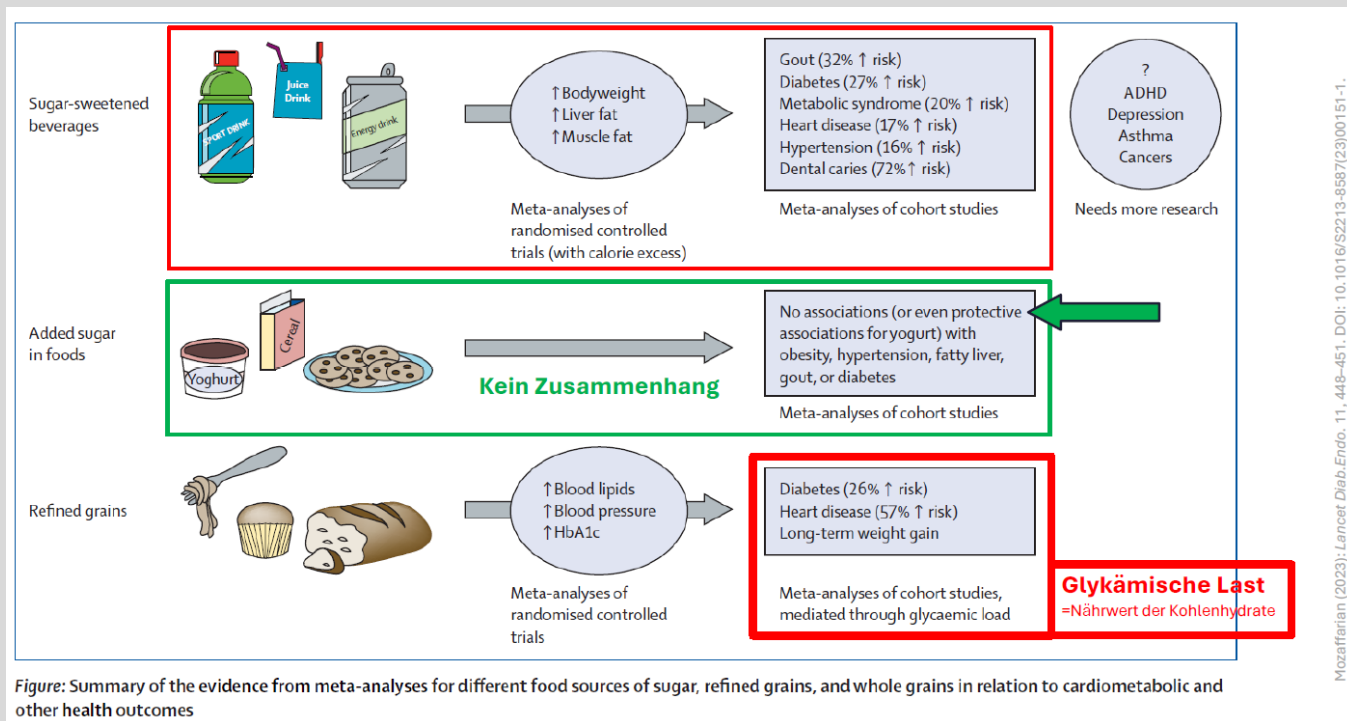 Sugar-sweetened
beverages
SPORT DRINK
Juice
Drink
Energy drink
↑Bodyweight
↑Liver fat
↑Muscle fat
Meta-analyses of
randomised controlled
trials (with calorie excess)
Gout (32% ↑ risk)
Diabetes (27% ↑ risk)
Metabolic syndrome (20% ↑ risk)
Heart disease (17% ↑ risk)
Hypertension (16% ↑ risk)
Dental caries (72% ↑ risk)
Meta-analyses of cohort studies
?
ADHD
Depression
Asthma
Cancers
Needs more research
Added sugar
in foods
Yoghurt
Cereal
Kein Zusammenhang
No associations (or even protective
associations for yogurt) with
obesity, hypertension, fatty liver,
gout, or diabetes
Meta-analyses of cohort studies
Refined grains
↑Blood lipids
↑Blood pressure
↑HbA1c
Meta-analyses of
randomised controlled
trials
Diabetes (26% ↑ risk)
Heart disease (57% ↑ risk)
Long-term weight gain
Meta-analyses of cohort studies,
mediated through glycaemic load
Glykämische Last
=Nährwert der Kohlenhydrate
Figure: Summary of the evidence from meta-analyses for different food sources of sugar, refined grains, and whole grains in relation to cardiometabolic and
other health outcomes
Mozaffarian (2023): Lancet Diab.Endo. 11, 448–451. DOI: 10.1016/S2213-8587(23)00151-1.